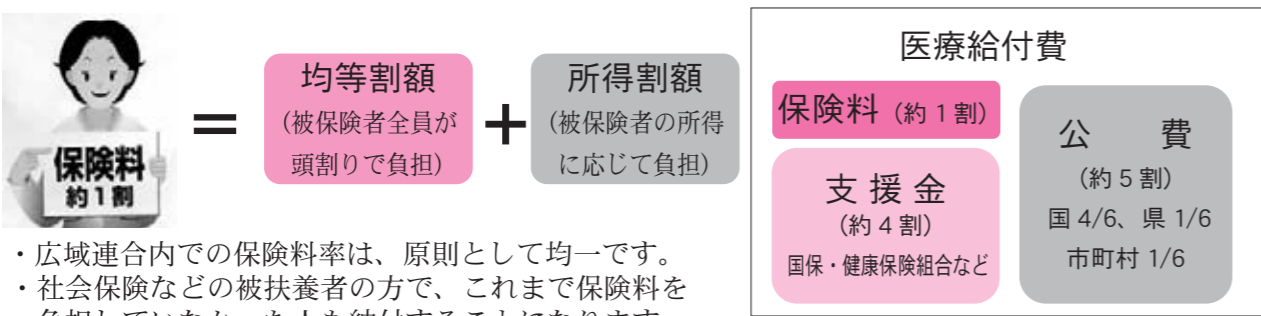 保険料
約1割
＝
均等割額
(被保険者全員が
頭割りで負担)
＋
所得割額
(被保険者の所得
に応じて負担)
・広域連合内での保険料率は、原則として均一です。
・社会保険などの被扶養者の方で、これまで保険料を
医療給付費
保険料 (約 1 割)
支 援 金
(約 4 割)
国保・健康保険組合など
公　　費
(約 5 割)
国 4/6、県 1/6
市町村 1/6